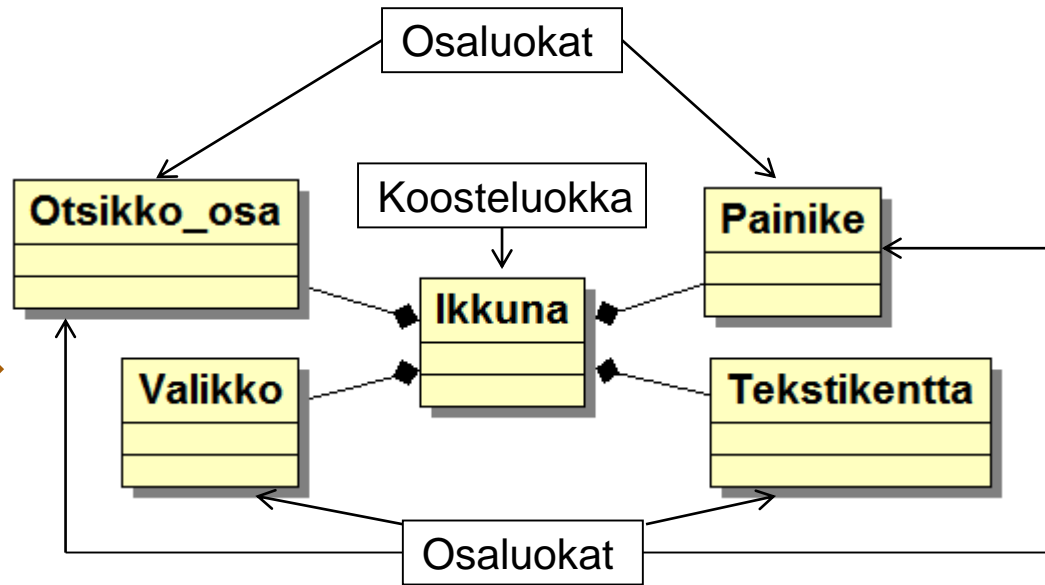 Osaluokat
Otsikko_osa
Koosteluokka
Painike
Ikkuna
Valikko
Tekstikentta
Osaluokat